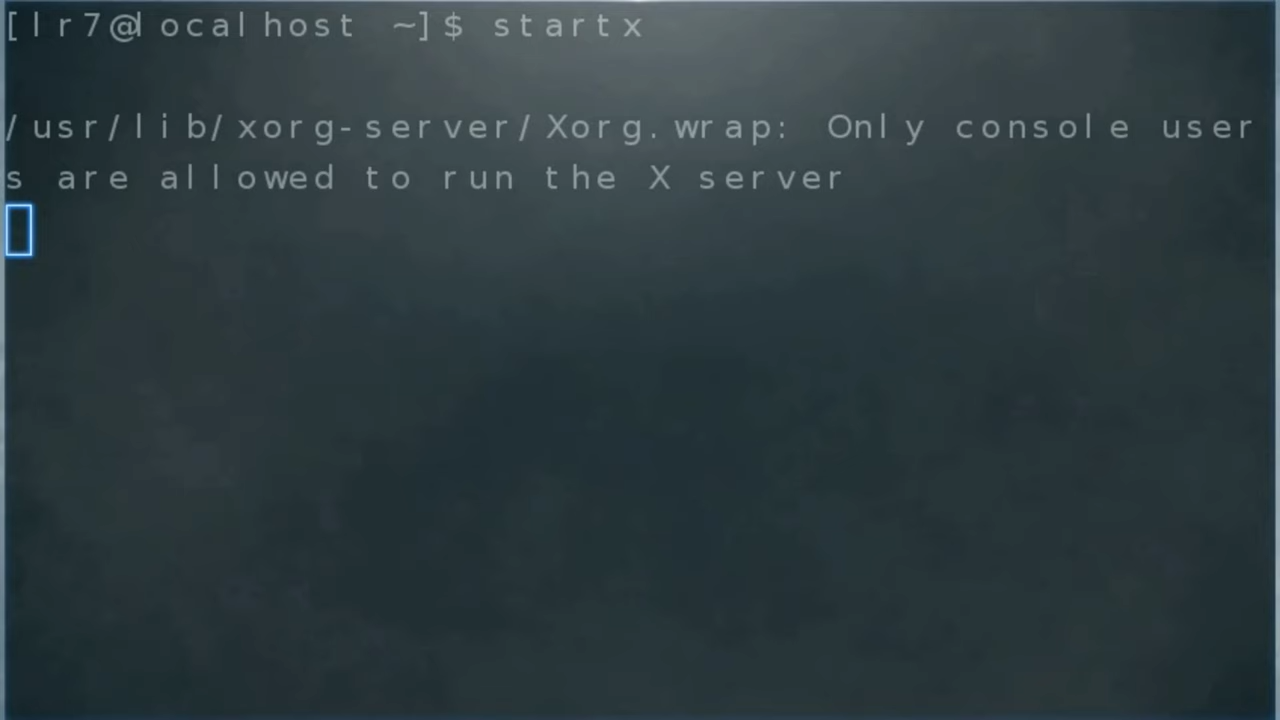 [lr7@localhost ~]$ startx
/usr/lib/xorg-server/Xorg.wrap: Only console user
s are allowed to run the X server